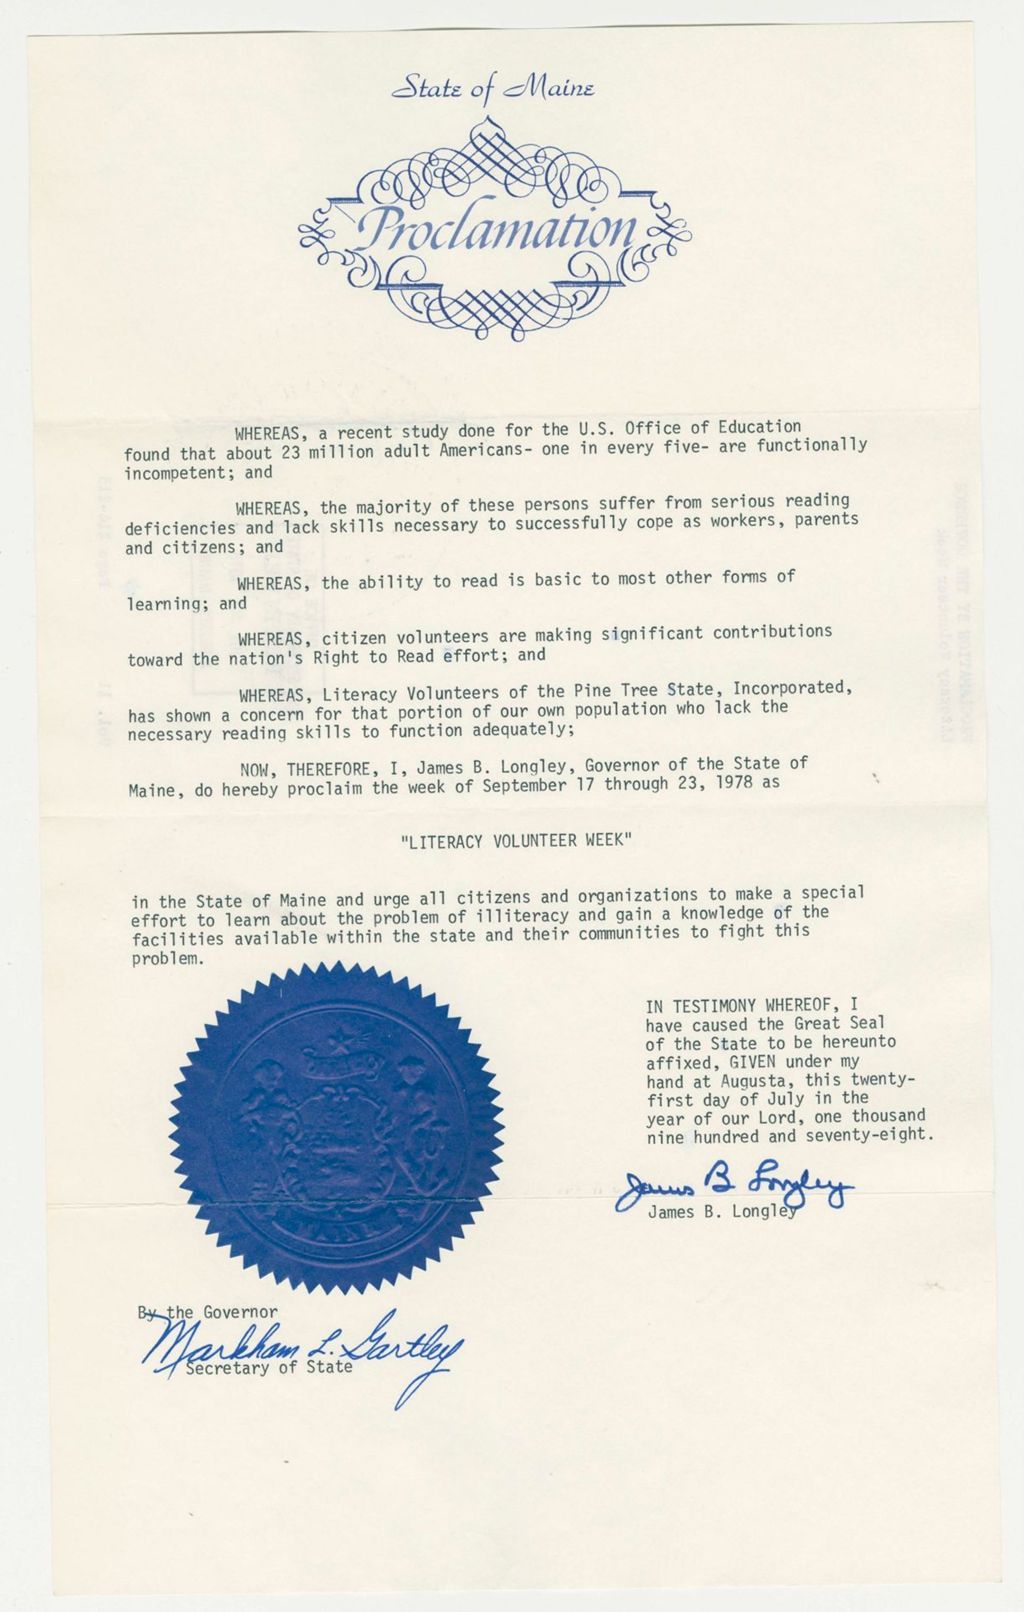 State of Maine
Proclamation
WHEREAS, a recent study done for the U.S. Office of Education
found that about 23 million adult Americans- one in every five- are functionally
incompetent; and
WHEREAS, the majority of these persons suffer from serious reading
deficiencies and lack skills necessary to successfully cope as workers, parents
and citizens; and
WHEREAS, the ability to read is basic to most other forms of
learning; and
WHEREAS, citizen volunteers are making significant contributions
toward the nation's Right to Read effort; and
WHEREAS, Literacy Volunteers of the Pine Tree State, Incorporated,
has shown a concern for that portion of our own population who lack the
necessary reading skills to function adequately;
NOW, THEREFORE, I, James B. Longley, Governor of the State of
Maine, do hereby proclaim the week of September 17 through 23, 1978 as
"LITERACY VOLUNTEER WEEK"
in the State of Maine and urge all citizens and organizations to make a special
effort to learn about the problem of illiteracy and gain a knowledge of the
facilities available within the state and their communities to fight this
problem.
IN TESTIMONY WHEREOF, I
have caused the Great Seal
of the State to be hereunto
affixed, GIVEN under my
hand at Augusta, this twenty-
first day of July in the
year of our Lord, one thousand
nine hundred and seventy-eight.
James B Longley
James B. Longley
MAINE
By the Governor
Markham L. Gartley
Secretary of State